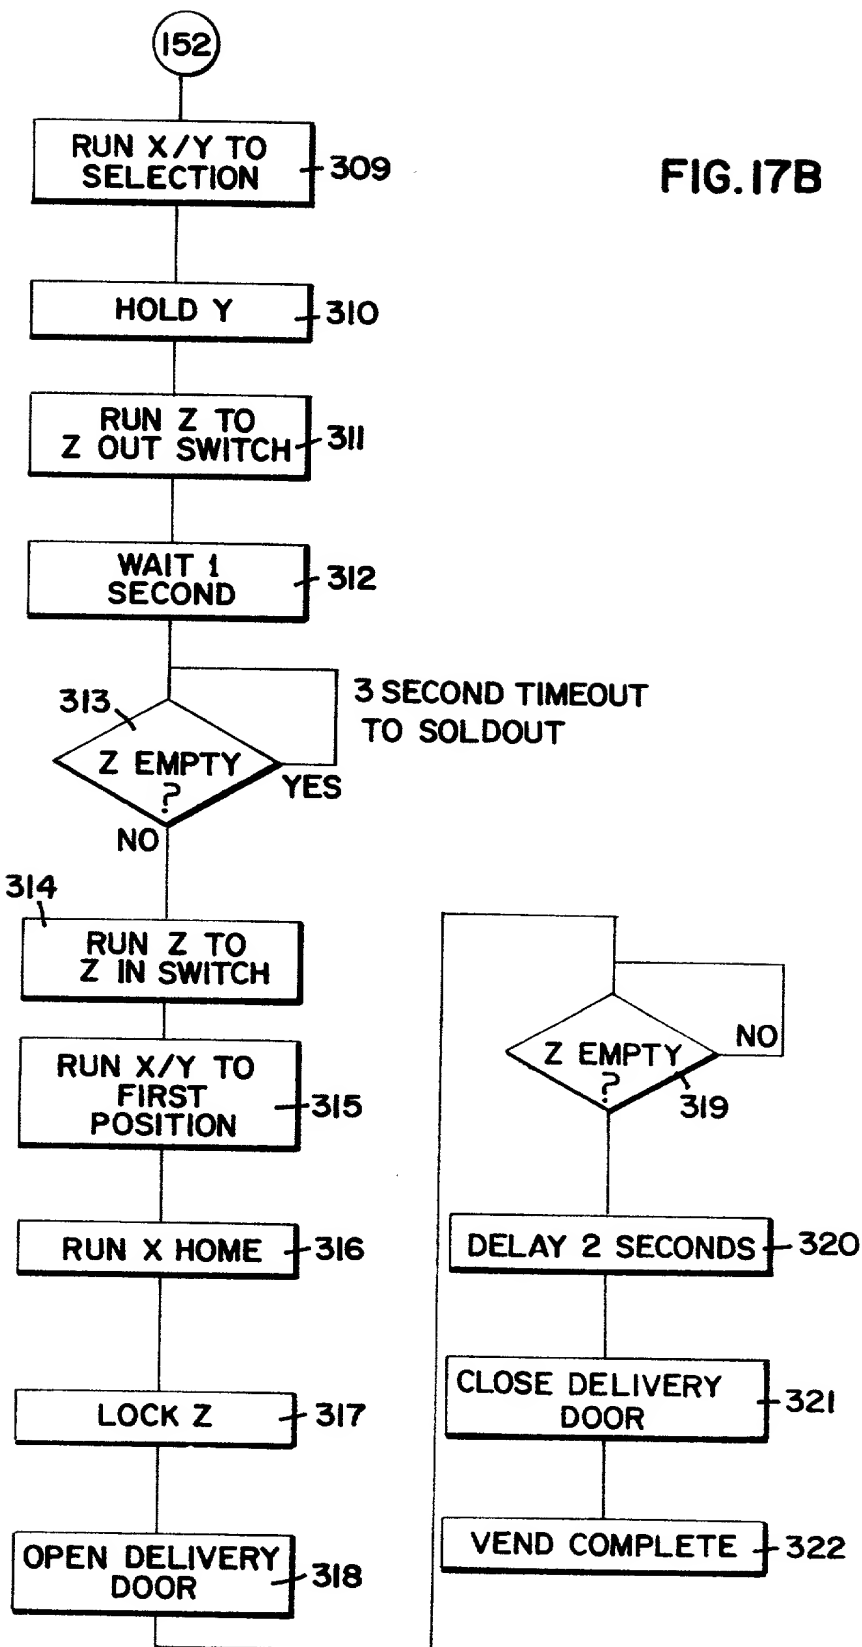 152
FIG. 17B
RUN X/Y TO
SELECTION
309
HOLD Y
310
RUN Z TO
Z OUT SWITCH
311
WAIT 1
SECOND
312
313
3 SECOND TIMEOUT
TO SOLDOUT
Z EMPTY
?
YES
NO
314
RUN Z TO
Z IN SWITCH
RUN X/Y TO
FIRST
POSITION
315
RUN X HOME
316
LOCK Z
317
OPEN DELIVERY
DOOR
318
Z EMPTY
?
NO
319
DELAY 2 SECONDS
320
CLOSE DELIVERY
DOOR
321
VEND COMPLETE
322